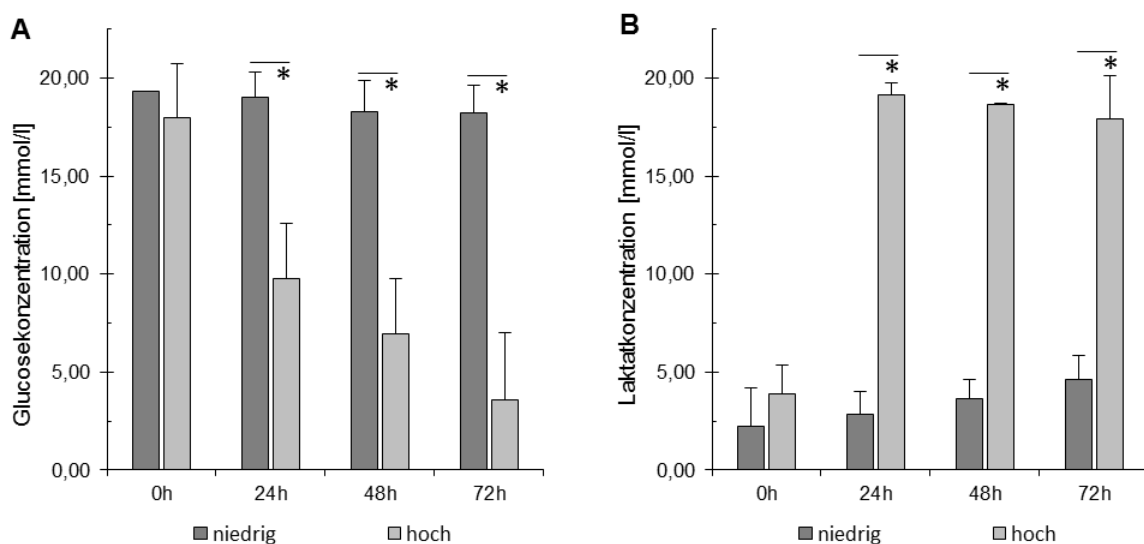 A
Glucosekonzentration [mmol/l]
20,00
15,00
10,00
5,00
0,00
*
*
*
0h 24h 48h 72h
niedrig hoch
B
Laktatkonzentration [mmol/l]
20,00
15,00
10,00
5,00
0,00
*
*
*
0h 24h 48h 72h
niedrig hoch